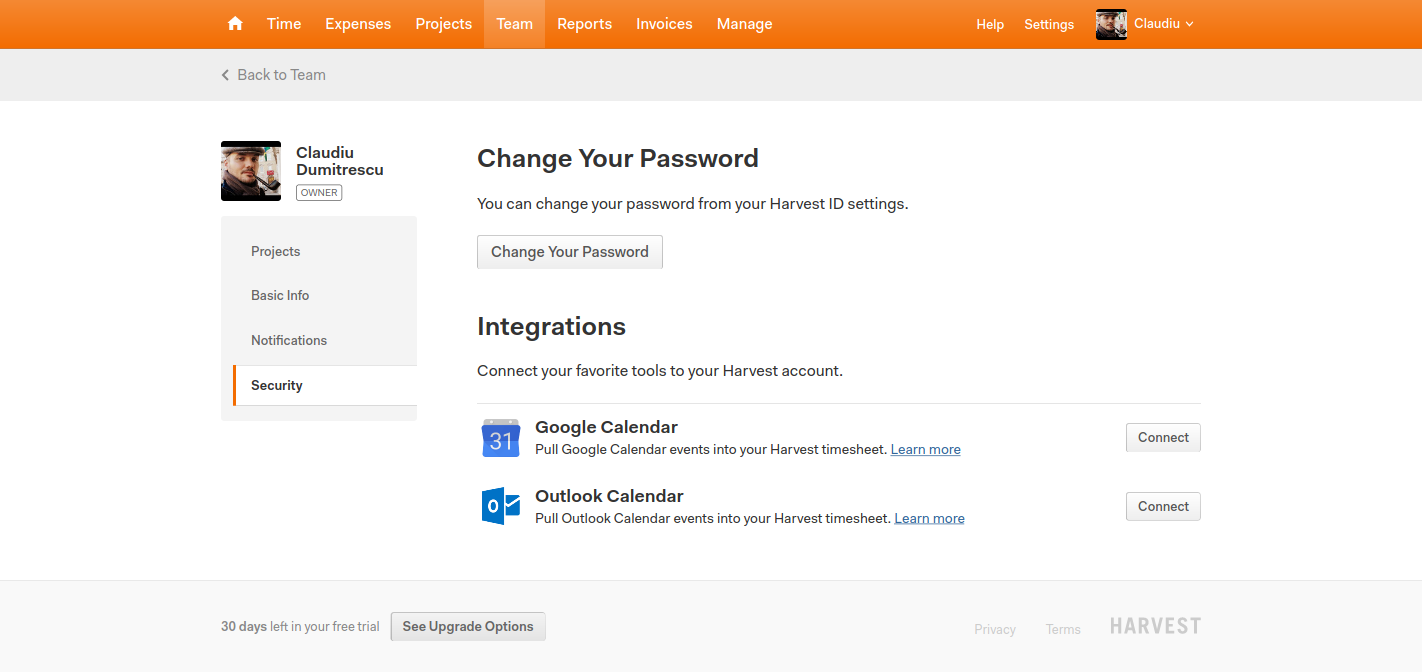 Time Expenses Projects Team Reports Invoices Manage Help Settings Claudiu
Back to Team
Claudiu
Dumitrescu
OWNER
Projects
Basic Info
Notifications
Security
Change Your Password
You can change your password from your Harvest ID settings.
Change Your Password
Integrations
Connect your favorite tools to your Harvest account.
31
Google Calendar
Pull Google Calendar events into your Harvest timesheet. Learn more
Connect
O
Outlook Calendar
Pull Outlook Calendar events into your Harvest timesheet. Learn more
Connect
30 days left in your free trial See Upgrade Options
Privacy Terms HARVEST